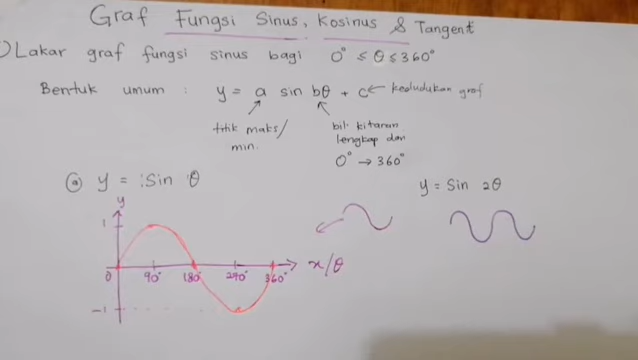 Graf Fungsi Sinus, Kosinus & Tangent
1) Lakar graf fungsi sinus bagi 0° ≤ θ ≤ 360°
Bentuk umum : y = a sin bθ + c ← kedudukan graf
titik maks/
min.
bil. kitaran
lengkap dari
0° → 360°
@ y = sin θ
y = sin 2θ
y
1
0 90° 180° 270° 360° x/θ
-1